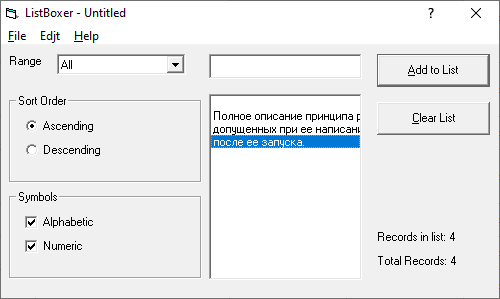 ListBoxer - Untitled
File Edit Help
Range All Add to List
Sort Order
Ascending
Descending
Clear List
Полное описание принципа
допущенных при ее
после ее запуска.
Symbols
Alphabetic
Numeric
Records in list: 4
Total Records: 4